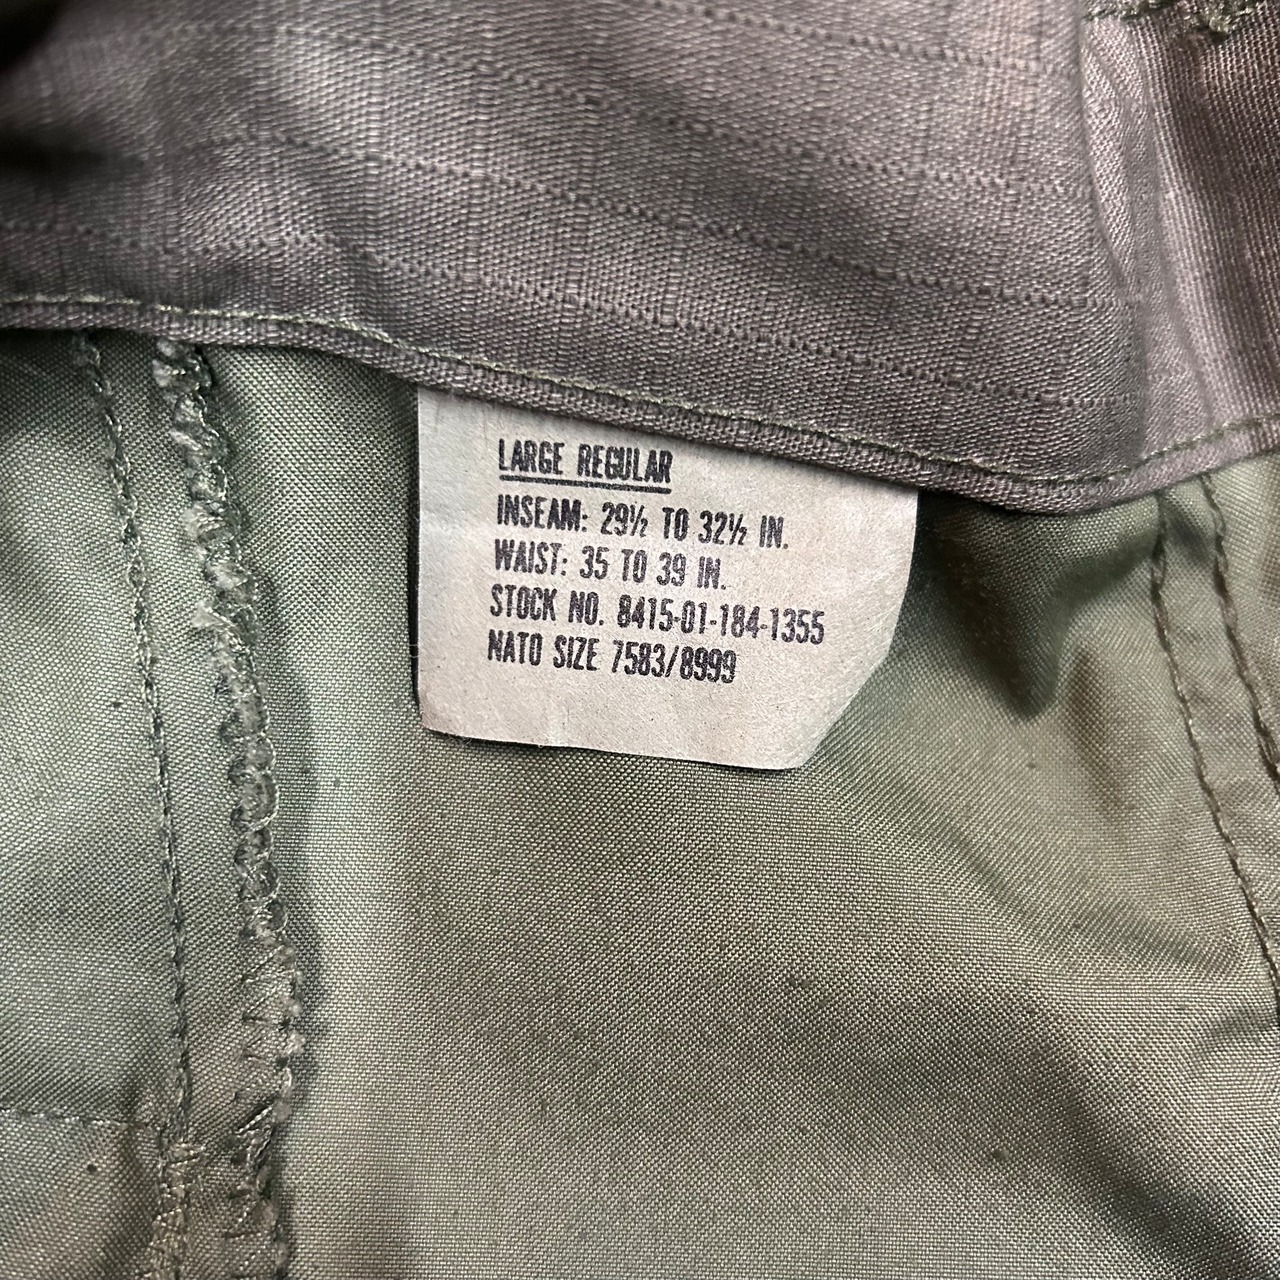 LARGE REGULAR
INSEAM: 29½ TO 32½ IN.
WAIST: 35 TO 39 IN.
STOCK NO. 8415-01-184-1355
NATO SIZE 7583/8999